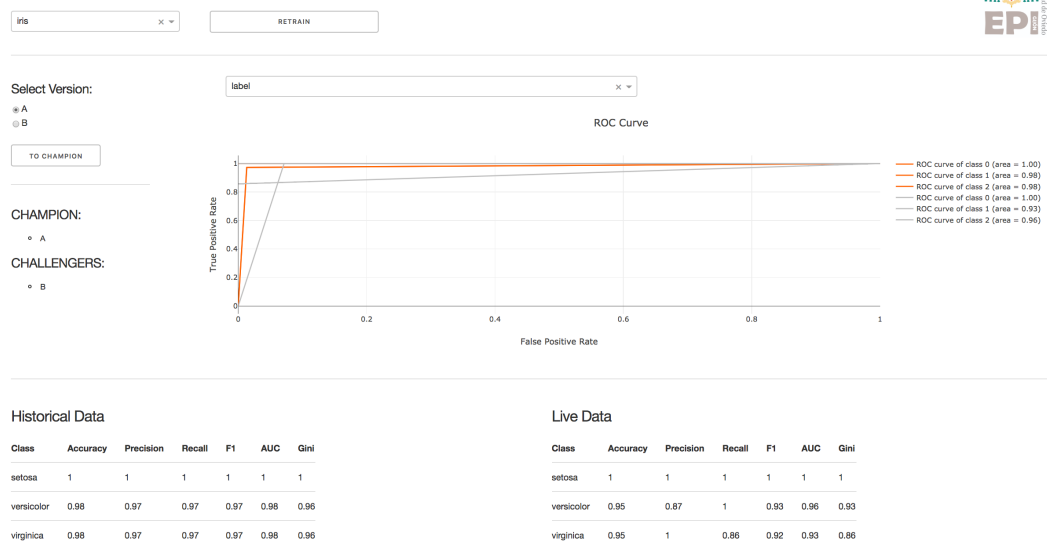 iris
RETRAIN
EPI
Select Version:
A
B
TO CHAMPION
CHAMPION:
A
CHALLENGERS:
B
label
ROC Curve
True Positive Rate
1
0.8
0.6
0.4
0.2
0
0 0.2 0.4 0.6 0.8 1
False Positive Rate
ROC curve of class 0 (area = 1.00)
ROC curve of class 1 (area = 0.98)
ROC curve of class 2 (area = 0.98)
ROC curve of class 0 (area = 1.00)
ROC curve of class 1 (area = 0.93)
ROC curve of class 2 (area = 0.96)
Historical Data
Class Accuracy Precision Recall F1 AUC Gini
setosa 1 1 1 1 1 1
versicolor 0.98 0.97 0.97 0.97 0.98 0.96
virginica 0.98 0.97 0.97 0.97 0.98 0.96
Live Data
Class Accuracy Precision Recall F1 AUC Gini
setosa 1 1 1 1 1 1
versicolor 0.95 0.87 1 0.93 0.96 0.93
virginica 0.95 1 0.86 0.92 0.93 0.86